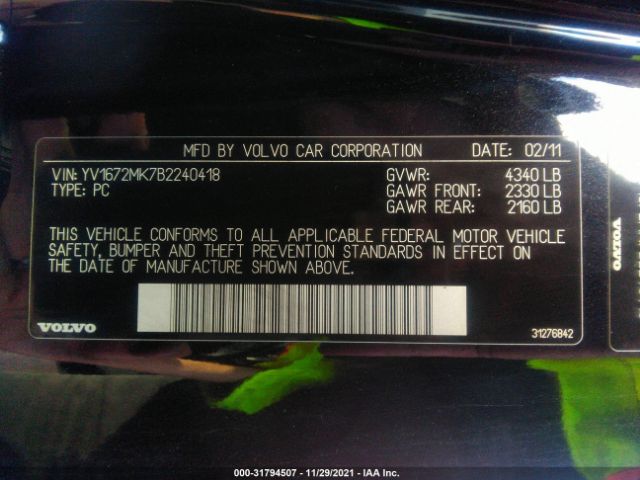 MFD BY VOLVO CAR CORPORATION DATE: 02/11
VIN: YV1672MK7B2240418 GVWR: 4340 LB
TYPE: PC GAWR FRONT: 2330 LB
GAWR REAR: 2160 LB
THIS VEHICLE CONFORMS TO ALL APPLICABLE FEDERAL MOTOR VEHICLE
SAFETY, BUMPER AND THEFT PREVENTION STANDARDS IN EFFECT ON
THE DATE OF MANUFACTURE SHOWN ABOVE.
VOLVO 31276842
VOLVO
000-31794507 - 11/29/2021 - IAA Inc.